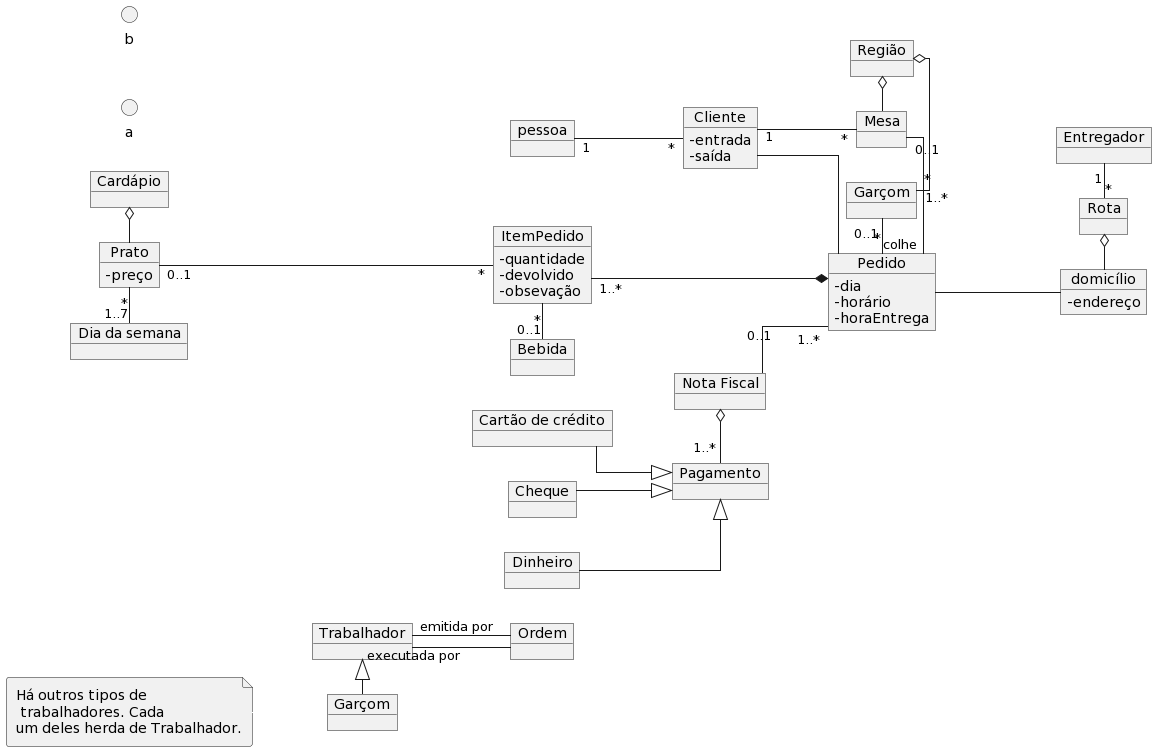 b
a
Cardápio
Prato
-preço
0..1
*
*
1..7
Dia da semana
pessoa
1
*
Cliente
-entrada
-saída
1
*
Região
Mesa
0..1
*
1..*
Garçom
0..1
*
colhe
Entregador
1
*
Rota
domicílio
-endereço
ItemPedido
-quantidade
-devolvido
-obsevação
1..*
*
0..1
Bebida
Pedido
-dia
-horário
-horaEntrega
0..1
1..*
Nota Fiscal
1..*
Cartão de crédito
Pagamento
Cheque
Dinheiro
Trabalhador
emitida por
Ordem
executada por
Garçom
Há outros tipos de
trabalhadores. Cada
um deles herda de Trabalhador.